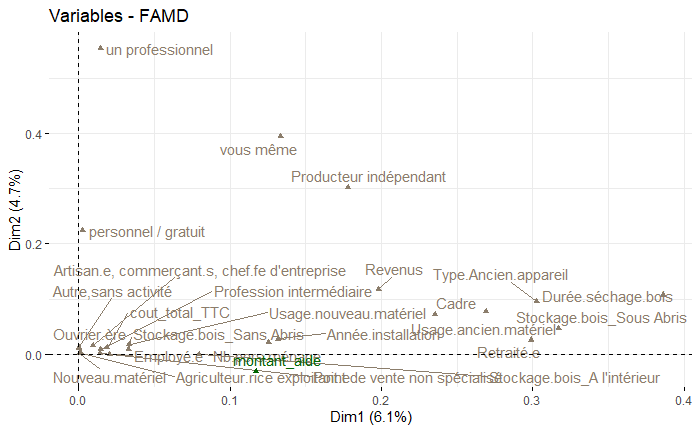 Variables - FAMD
un professionnel
vous même
Producteur indépendant
personnel / gratuit
Artisan.e, commerçant.s, chef.fe d'entreprise
Revenus
Type.Ancien.appareil
Autre,sans activité
Profession intermédiaire
Durée.séchage.bois
cout_total_TTC
Usage.nouveau.matériel
Cadre
Stockage.bois_Sous Abris
Ouvrier.ère
Stockage.bois_Sans Abris
Année.installation
Usage.ancien.matériel
Employé.e
montant_aide
Retraité.e
Nouveau.matériel
Agriculteur.rice exploitant
Point de vente non spécialisé
Stockage.bois_A l'intérieur
0.4
0.2
0.0
0.0
0.1
0.2
0.3
0.4
Dim1 (6.1%)
Dim2 (4.7%)